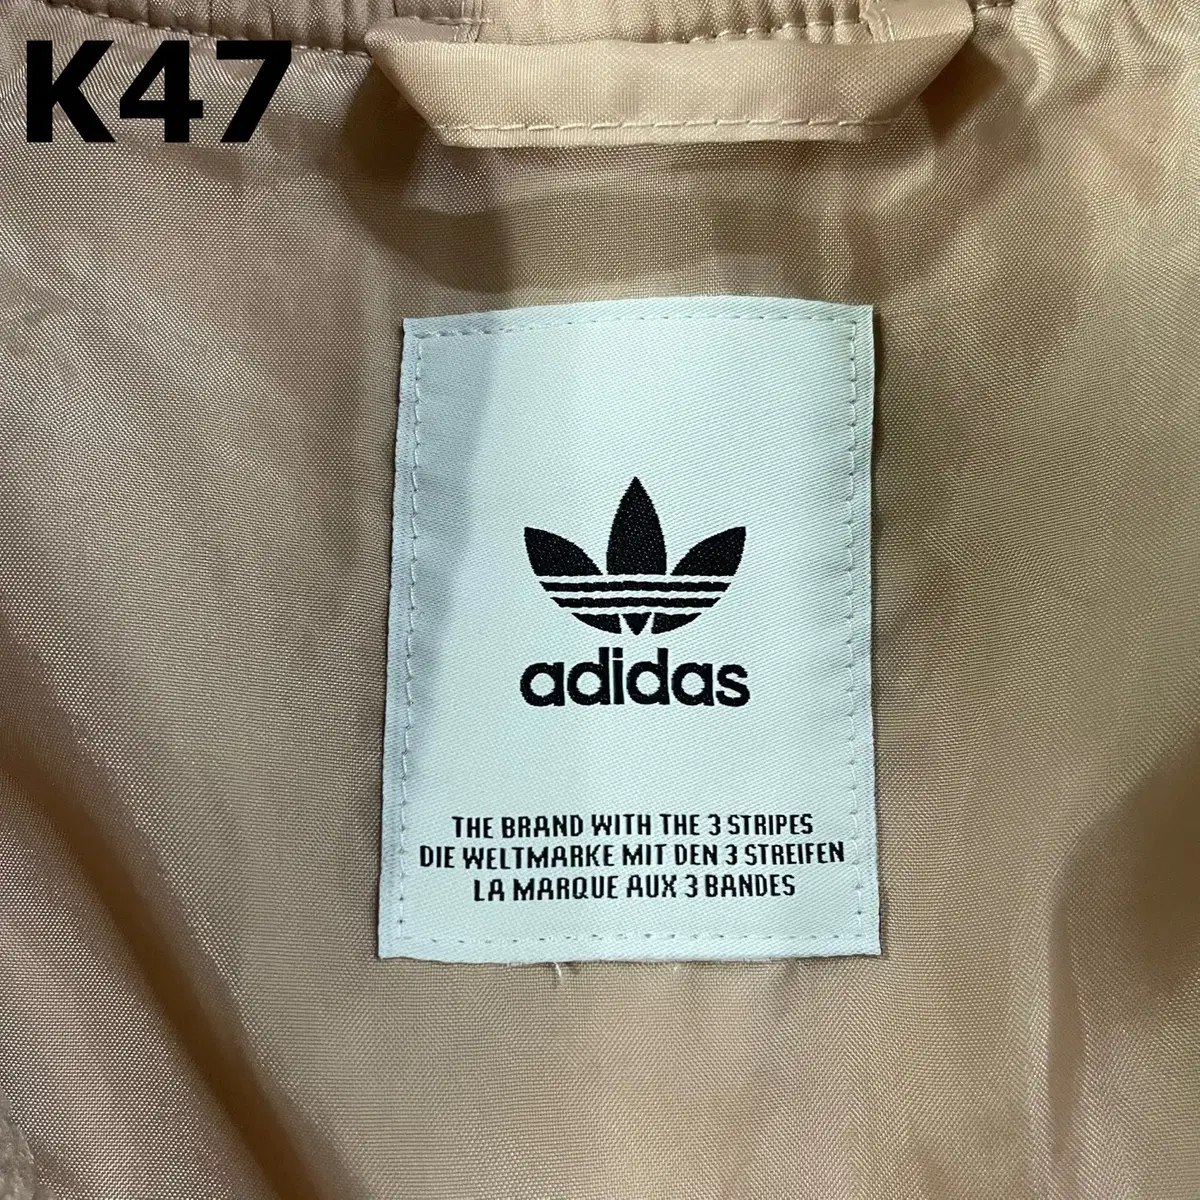 K47
adidas
THE BRAND WITH THE 3 STRIPES
DIE WELTMARKE MIT DEN 3 STREIFEN
LA MARQUE AUX 3 BANDES